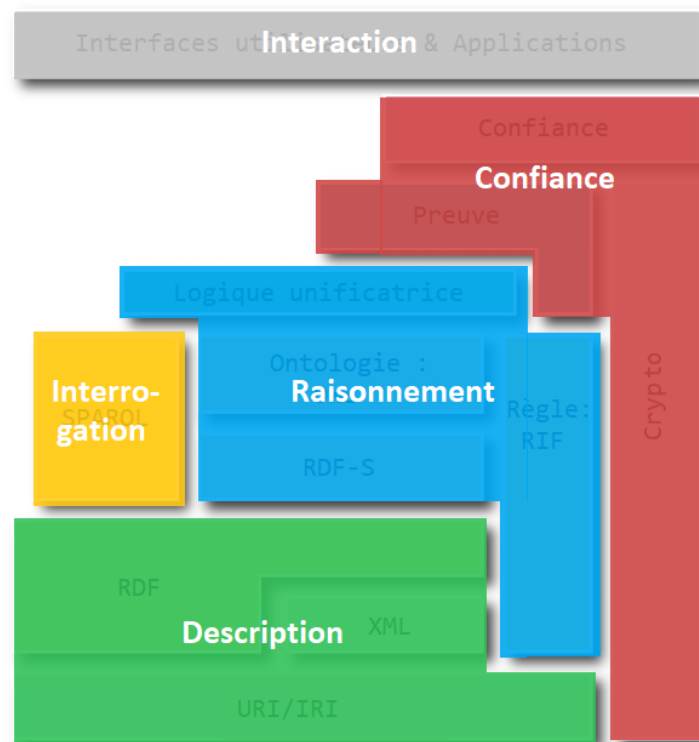 Interfaces & Applications
Interaction
Confiance
Confiance
Preuve
Logique unificatrice
Ontologie :
Interro-
gation
SPARQL
Raisonnement
Règle:
RIF
Crypto
RDF-S
RDF
XML
Description
URI/IRI